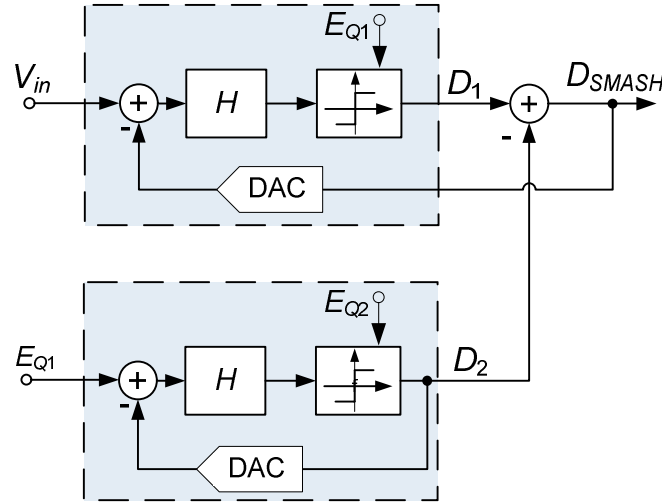 E_Q1
V_in
+
-
H
D_1
+
-
D_SMASH
DAC
E_Q2
E_Q1
+
-
H
D_2
DAC